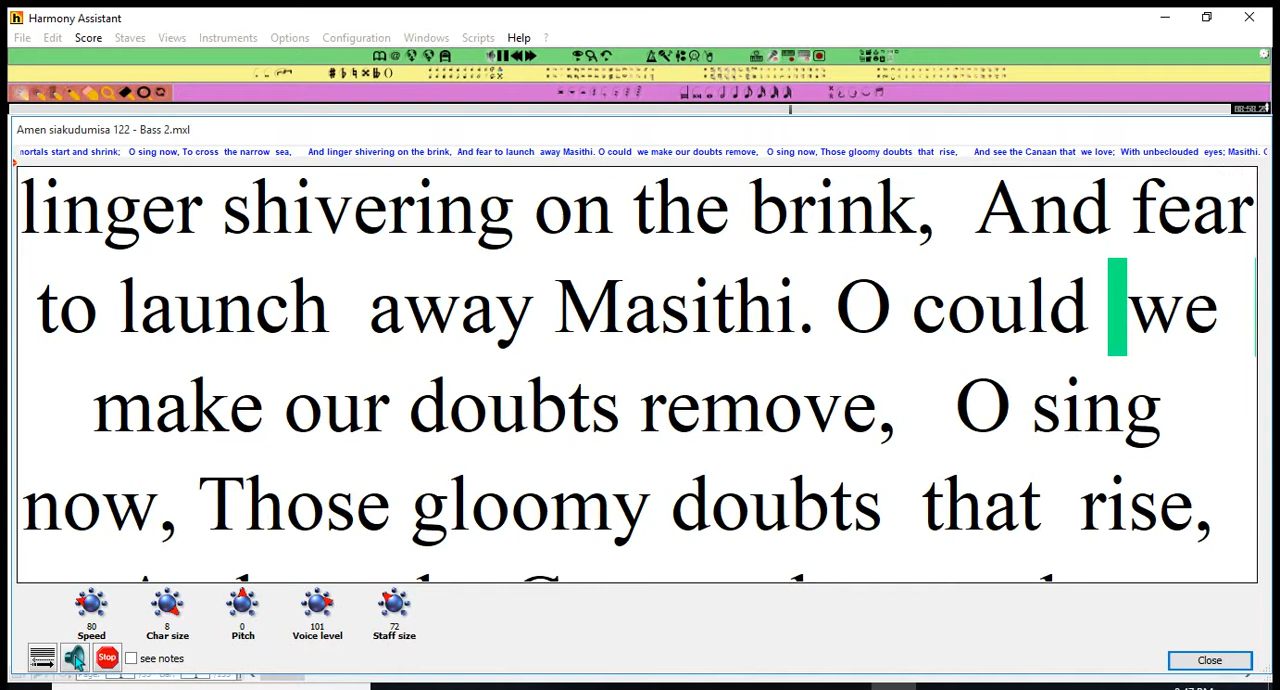 Harmony Assistant
File Edit Score Staves Views Instruments Options Configuration Windows Scripts Help ?
Amen siakudumisa 122 - Bass 2.mxl
mortals start and shrink; O sing now, To cross the narrow sea, And linger shivering on the brink, And fear to launch away Masithi. O could we make our doubts remove, O sing now, Those gloomy doubts that rise, And see the Canaan that we love; With unbeclouded eyes; Masithi.
linger shivering on the brink, And fear
to launch away Masithi. O could we
make our doubts remove, O sing
now, Those gloomy doubts that rise,
80 8 0 101 72
Speed Char size Pitch Voice level Staff size
Stop see notes Close